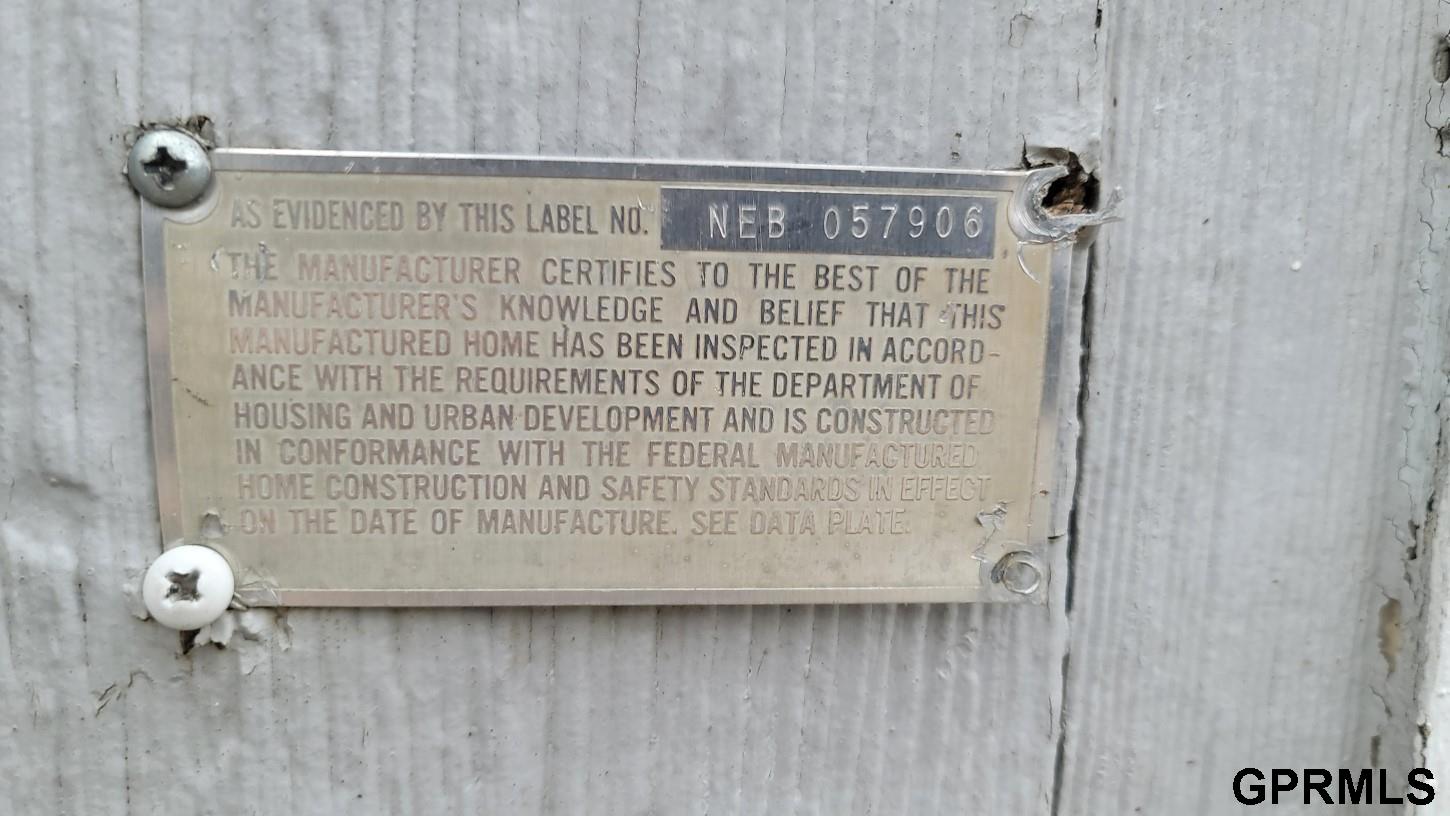 AS EVIDENCED BY THIS LABEL NO. NEB 057906
THE MANUFACTURER CERTIFIES TO THE BEST OF THE
MANUFACTURER'S KNOWLEDGE AND BELIEF THAT THIS
MANUFACTURED HOME HAS BEEN INSPECTED IN ACCORD-
ANCE WITH THE REQUIREMENTS OF THE DEPARTMENT OF
HOUSING AND URBAN DEVELOPMENT AND IS CONSTRUCTED
IN CONFORMANCE WITH THE FEDERAL MANUFACTURED
HOME CONSTRUCTION AND SAFETY STANDARDS IN EFFECT
ON THE DATE OF MANUFACTURE. SEE DATA PLATE.
GPRMLS